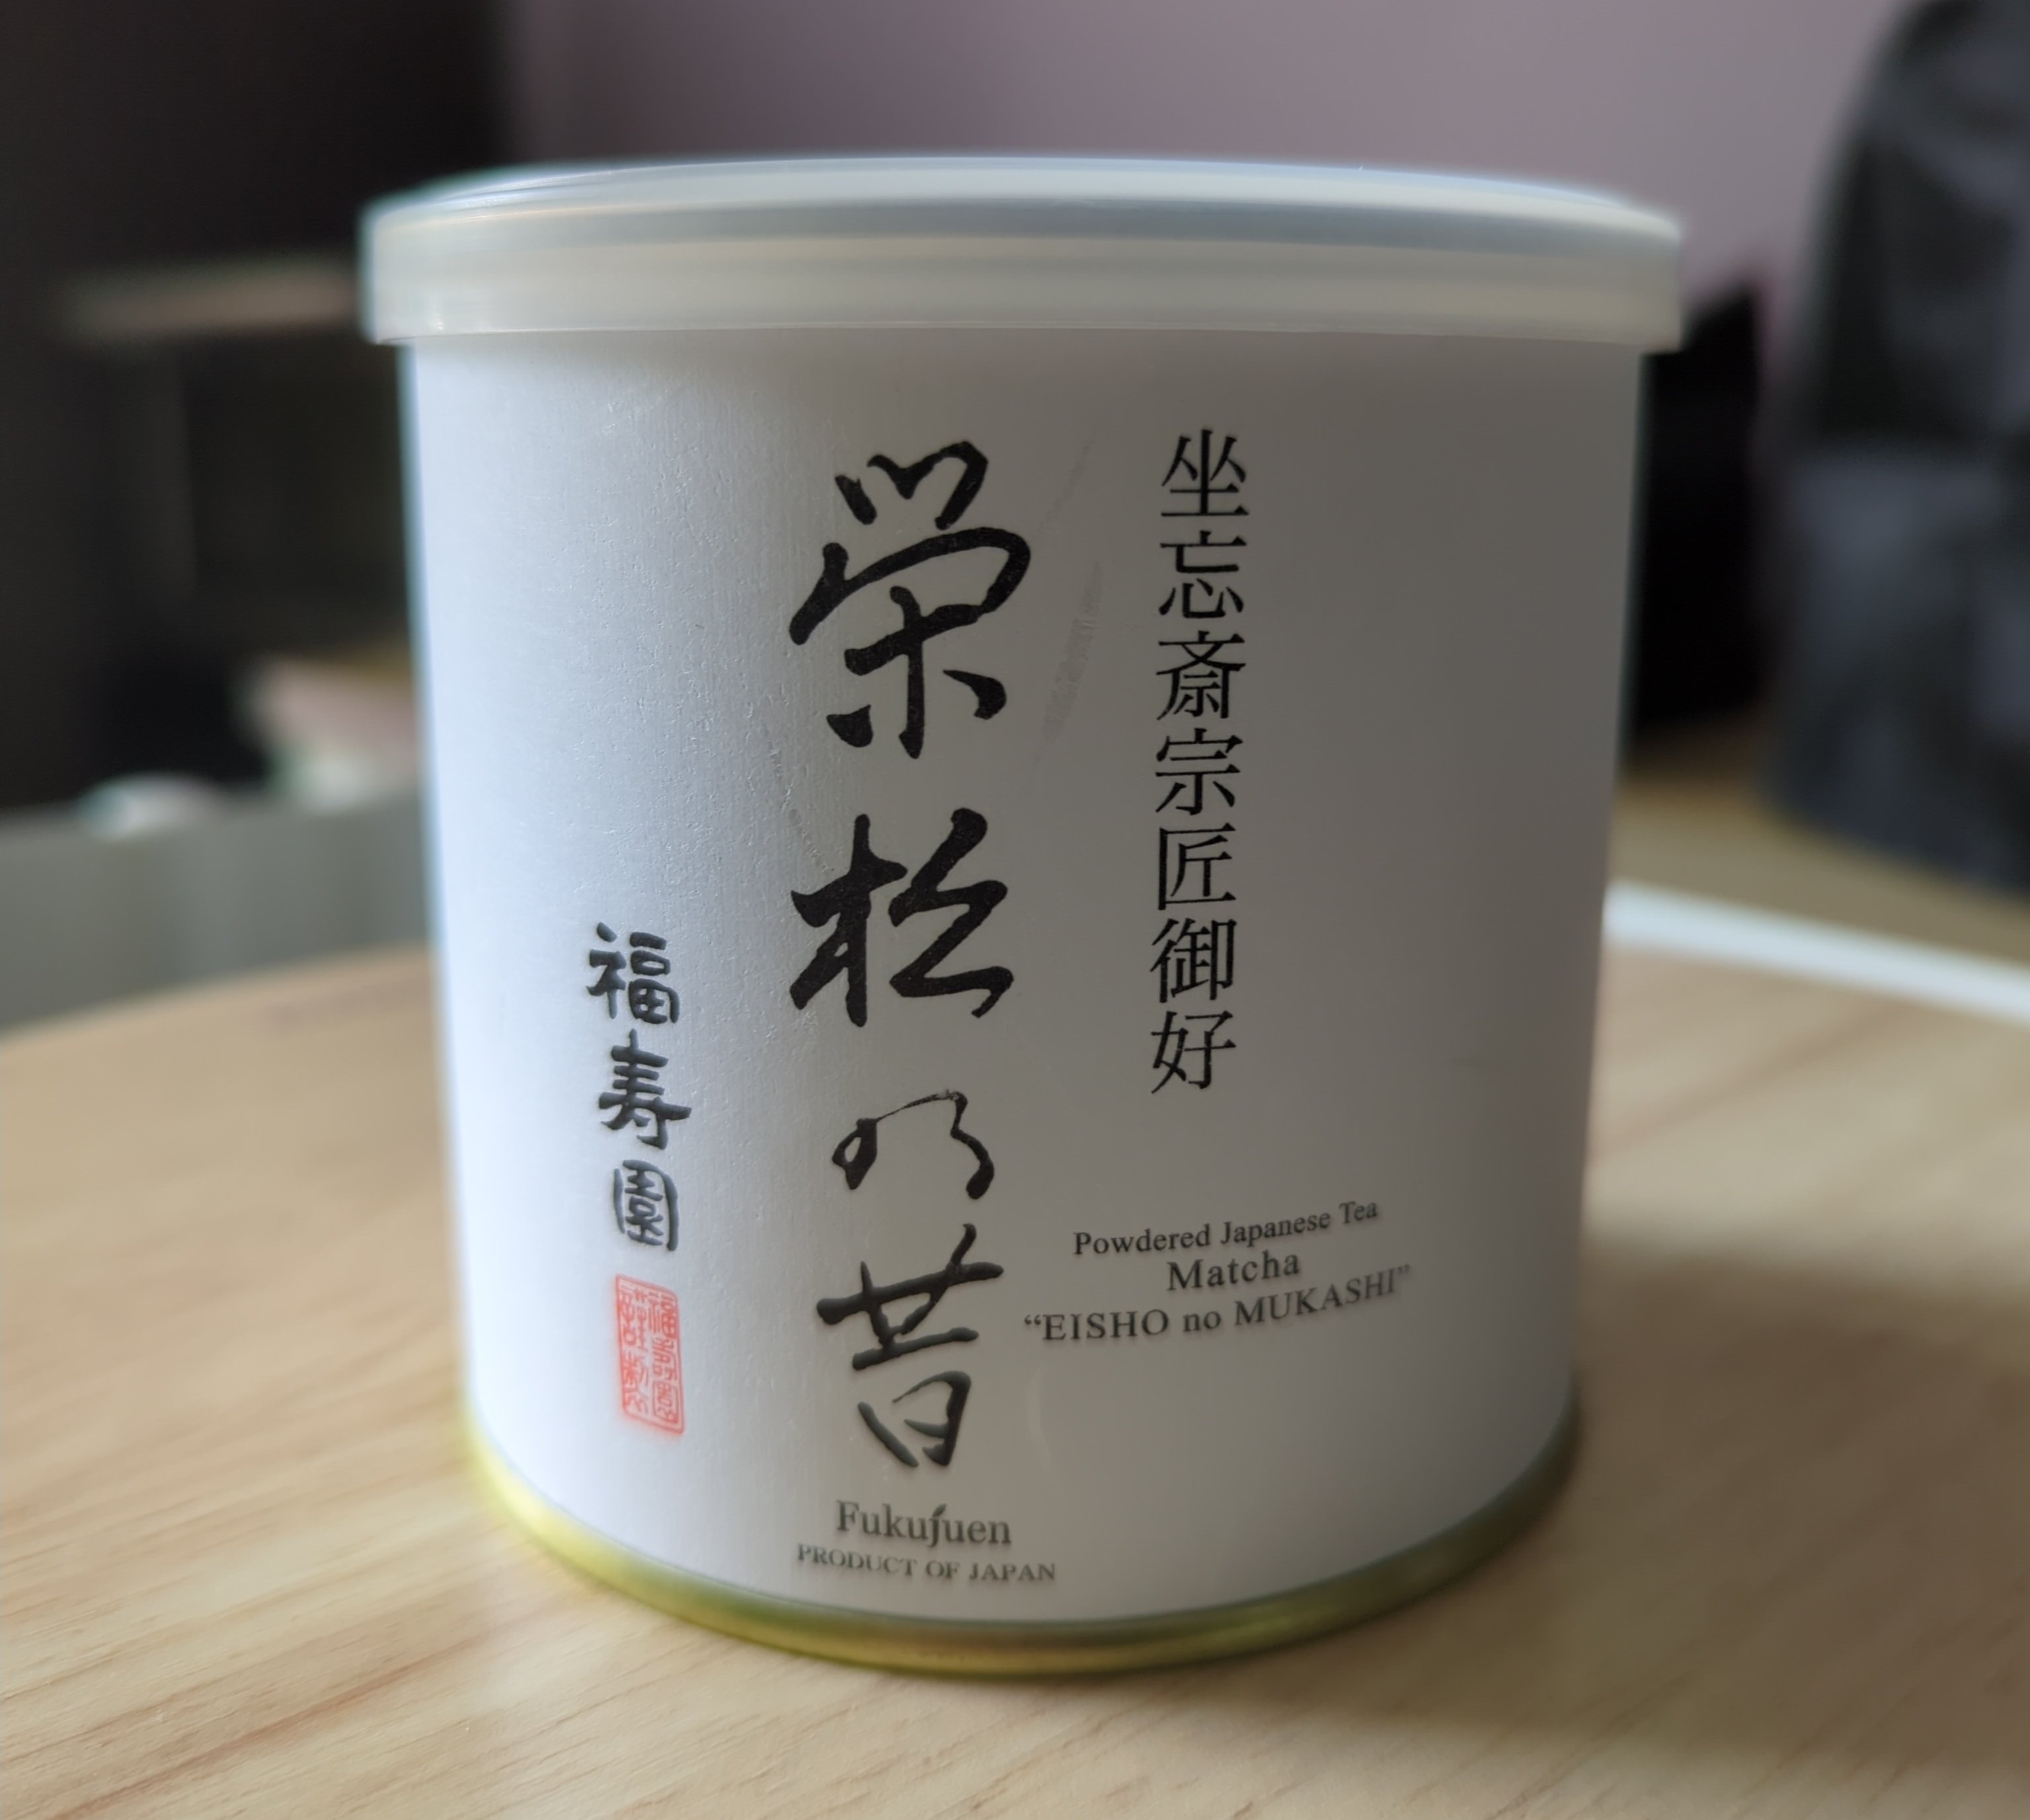 坐忘斎宗匠御好
栄松乃昔
福寿園
Powdered Japanese Tea
Matcha
“EISHO no MUKASHI”
Fukujuen
PRODUCT OF JAPAN